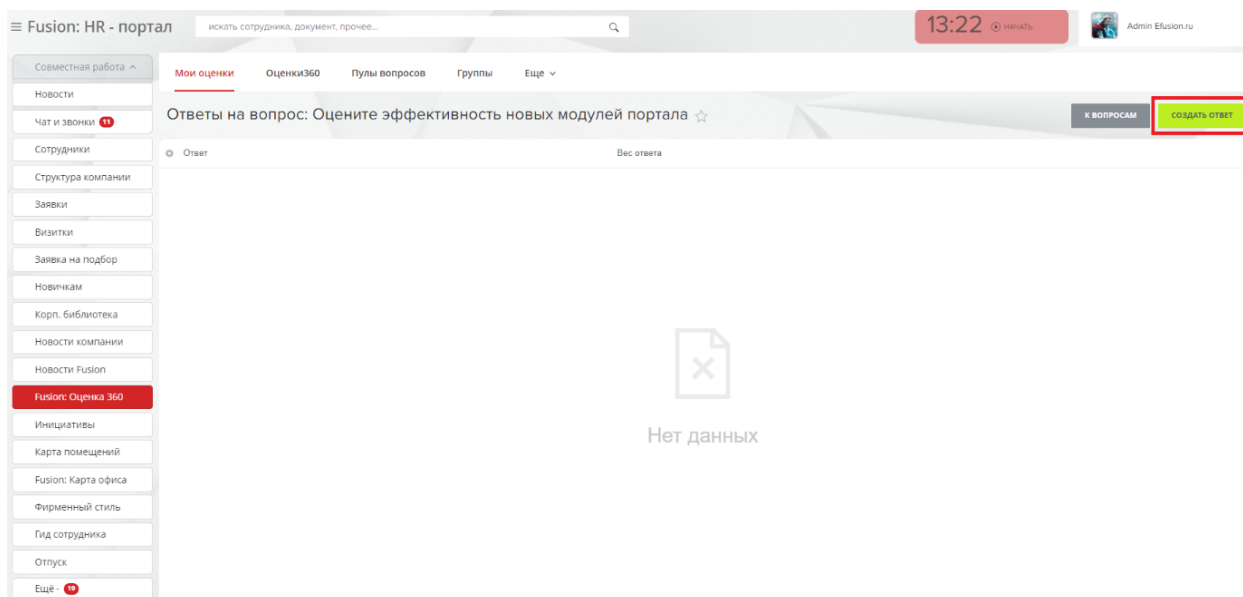 Fusion: HR - портал
искать сотрудника, документ, прочее...
13:22 НАЧАТЬ
Admin Efusion.ru
Совместная работа
Новости
Чат и звонки 11
Сотрудники
Структура компании
Заявки
Визитки
Заявка на подбор
Новичкам
Корп. библиотека
Новости компании
Новости Fusion
Fusion: Оценка 360
Инициативы
Карта помещений
Fusion: Карта офиса
Фирменный стиль
Гид сотрудника
Отпуск
Ещё - 19
Мои оценки Оценки360 Пулы вопросов Группы Еще
Ответы на вопрос: Оцените эффективность новых модулей портала
К ВОПРОСАМ СОЗДАТЬ ОТВЕТ
Ответ Вес ответа
Нет данных